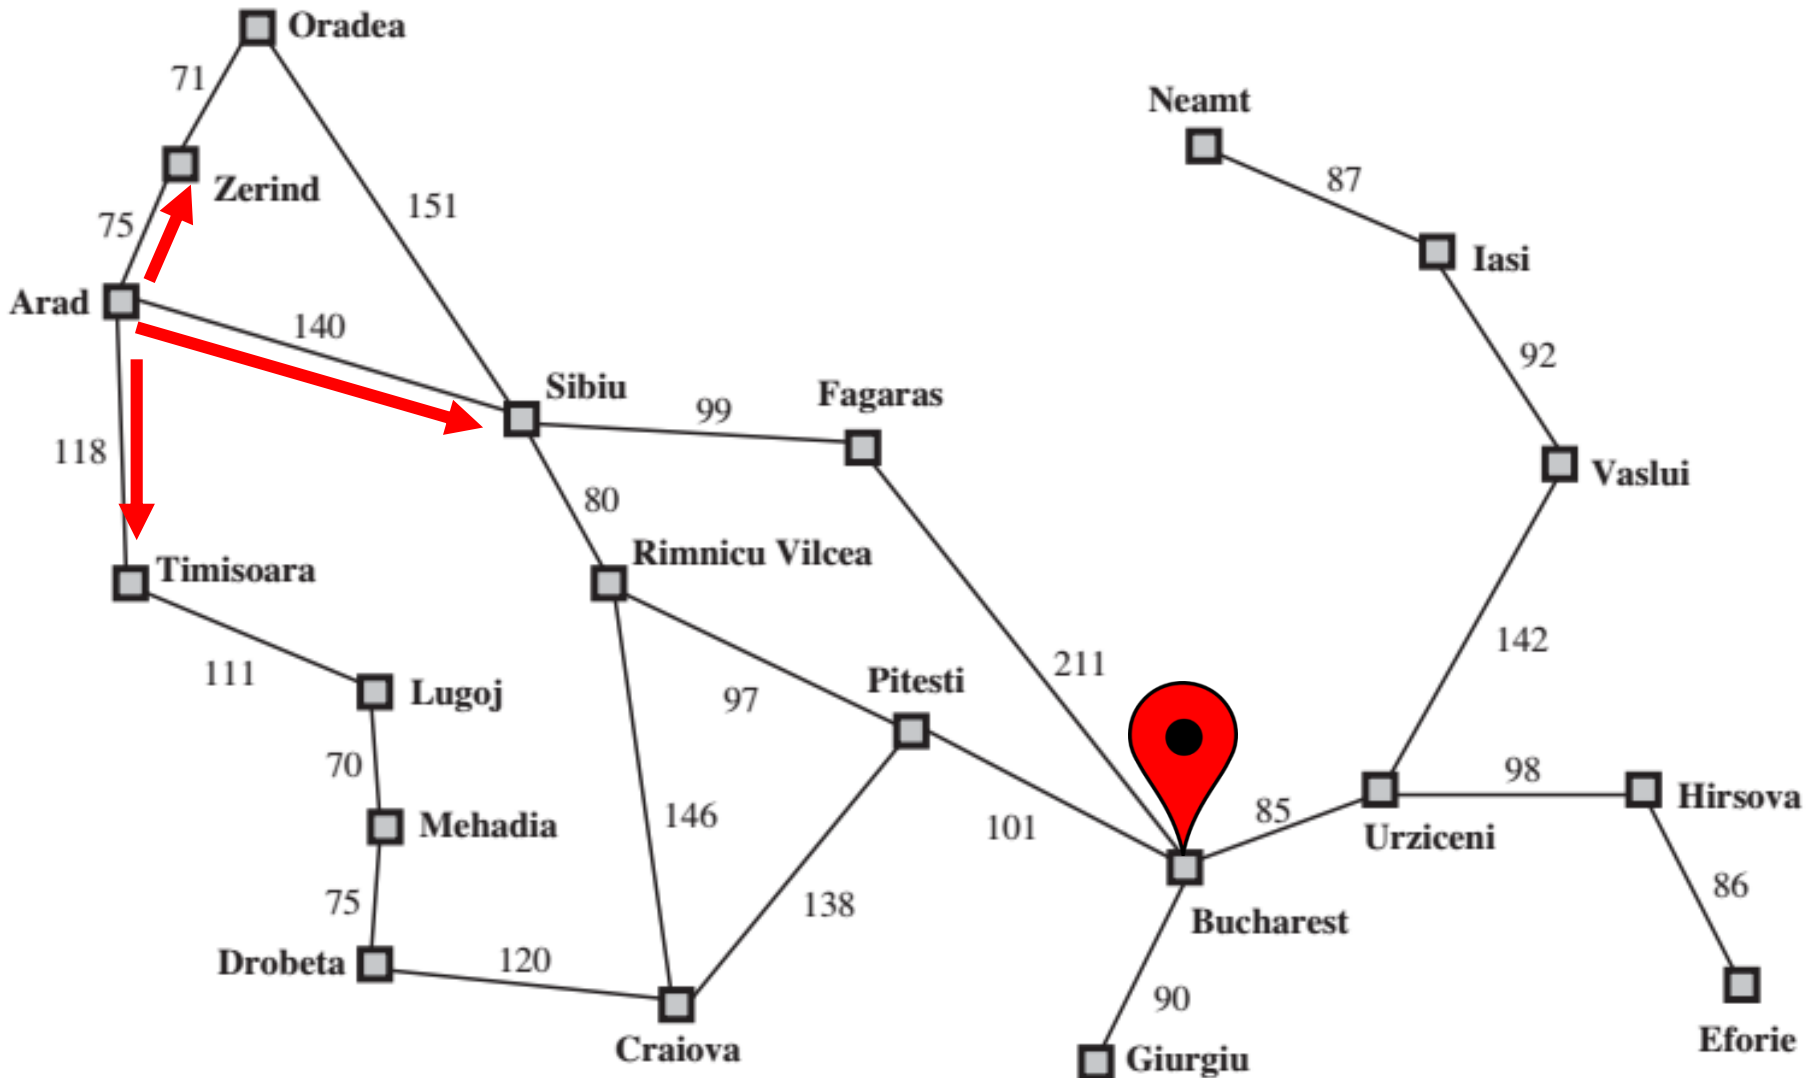 Oradea
71
Neamt
87
Zerind
151
75
Iasi
Arad
140
92
Sibiu
Fagaras
99
118
Vaslui
80
Rimnicu Vilcea
Timisoara
142
211
111
Pitesti
Lugoj
97
70
98
Hirsova
85
146
101
Mehadia
Urziceni
86
75
138
Bucharest
Drobeta
120
90
Eforie
Craiova
Giurgiu